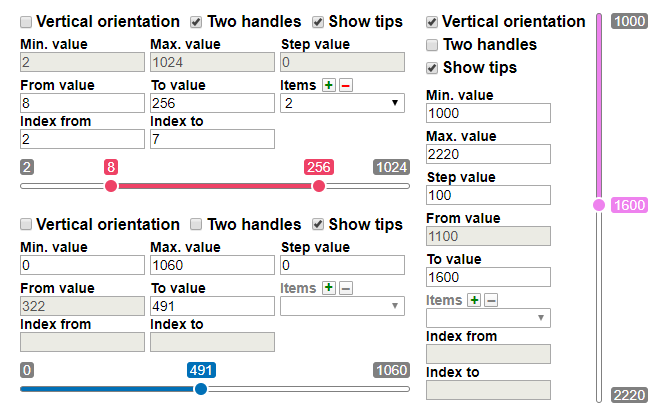 Vertical orientation Two handles Show tips
Min. value Max. value Step value
2 1024 0
From value To value Items + −
8 256 2
Index from Index to
2 7
2 8 256 1024
Vertical orientation Two handles Show tips
Min. value Max. value Step value
0 1060 0
From value To value Items + −
322 491
Index from Index to
0 491 1060
Vertical orientation
Two handles
Show tips
Min. value
1000
Max. value
2220
Step value
100
From value
1100
To value
1600
Items + −
Index from
Index to
1000
1600
2220